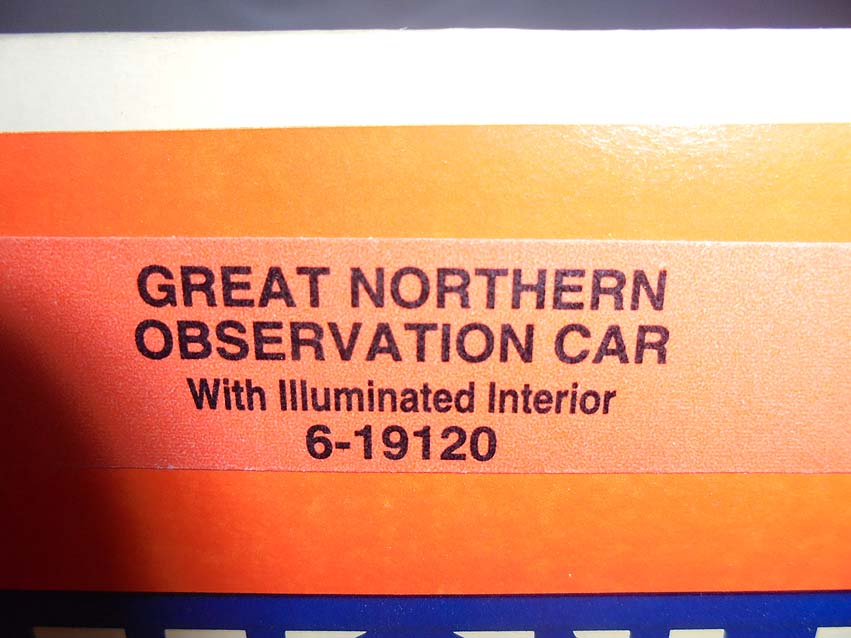 GREAT NORTHERN
OBSERVATION CAR
With Illuminated Interior
6-19120